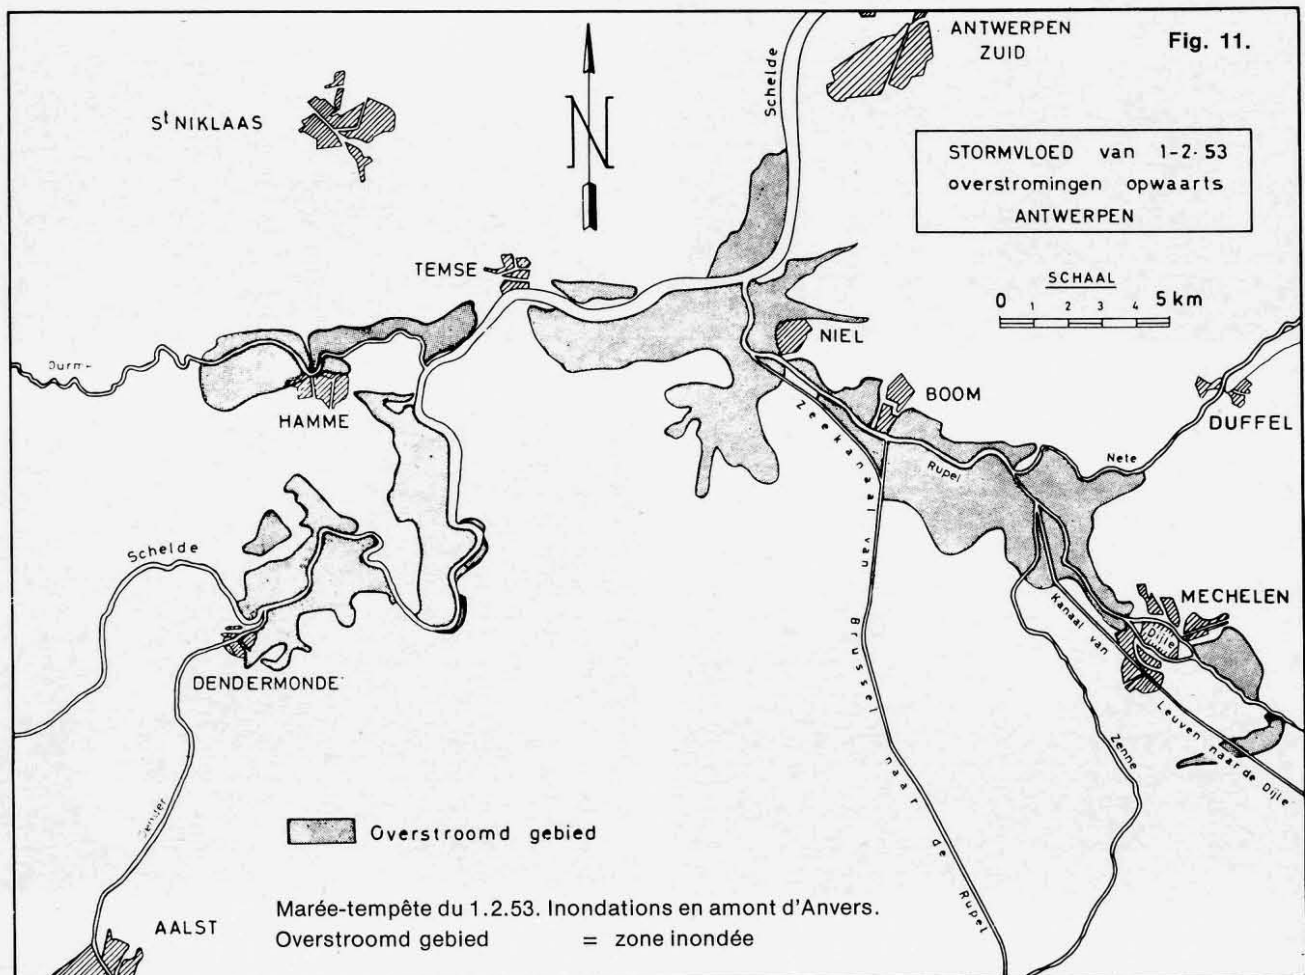 Fig. 11.
ANTWERPEN
ZUID
Schelde
St NIKLAAS
N
STORMVLOED van 1-2-53
overstromingen opwaarts
ANTWERPEN
SCHAAL
0 1 2 3 4 5 km
TEMSE
NIEL
BOOM
DUFFEL
HAMME
Zeekanaal van Brussel naar de Rupel
Rupel
Nete
Schelde
MECHELEN
Dijle
Kanaal van Leuven naar de Dijle
Zenne
DENDERMONDE
Overstroomd gebied
AALST
Marée-tempête du 1.2.53. Inondations en amont d'Anvers.
Overstroomd gebied = zone inondée